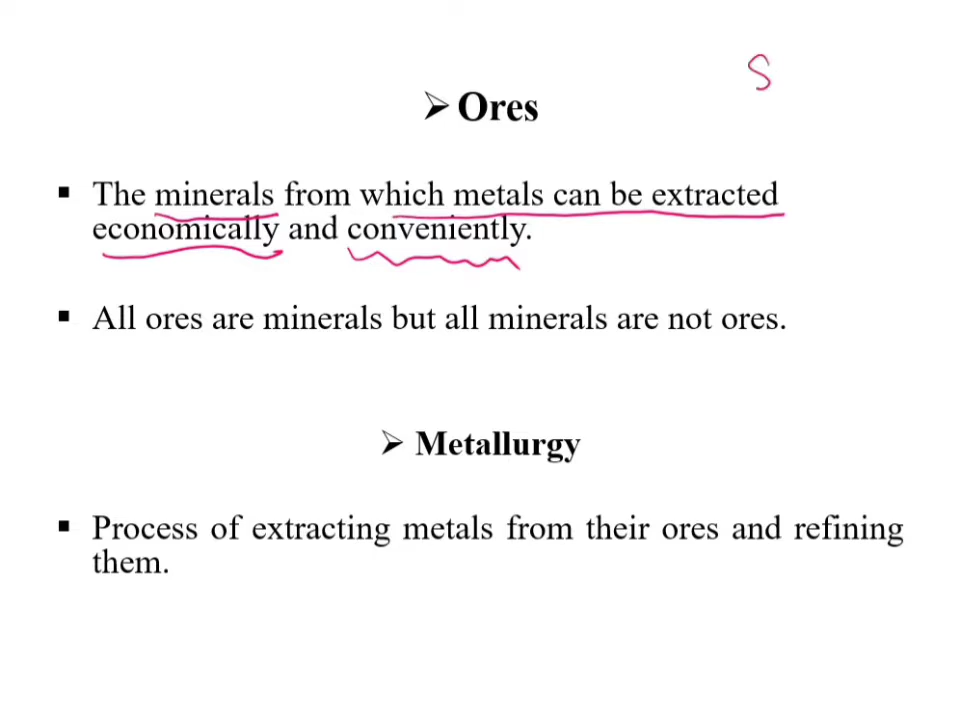 S
➢ Ores
▪ The minerals from which metals can be extracted
economically and conveniently.
▪ All ores are minerals but all minerals are not ores.
➢ Metallurgy
▪ Process of extracting metals from their ores and refining
them.